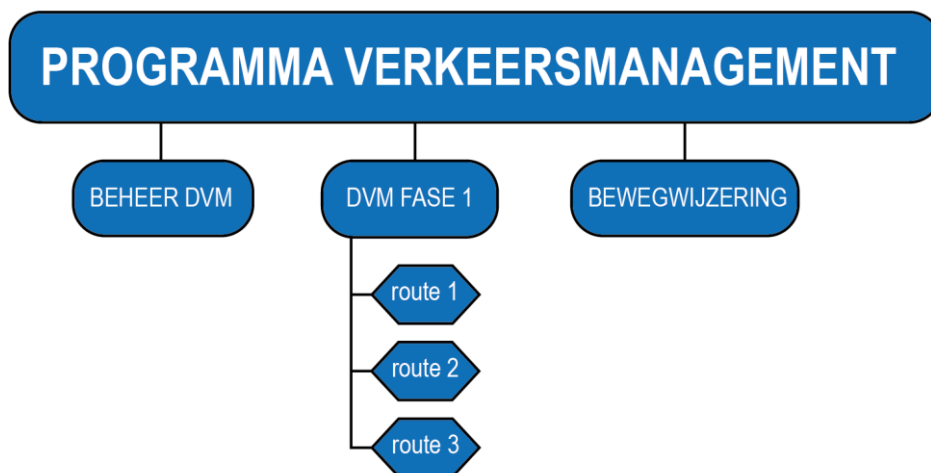 PROGRAMMA VERKEERSMANAGEMENT
BEHEER DVM
DVM FASE 1
BEWEGWIJZERING
route 1
route 2
route 3